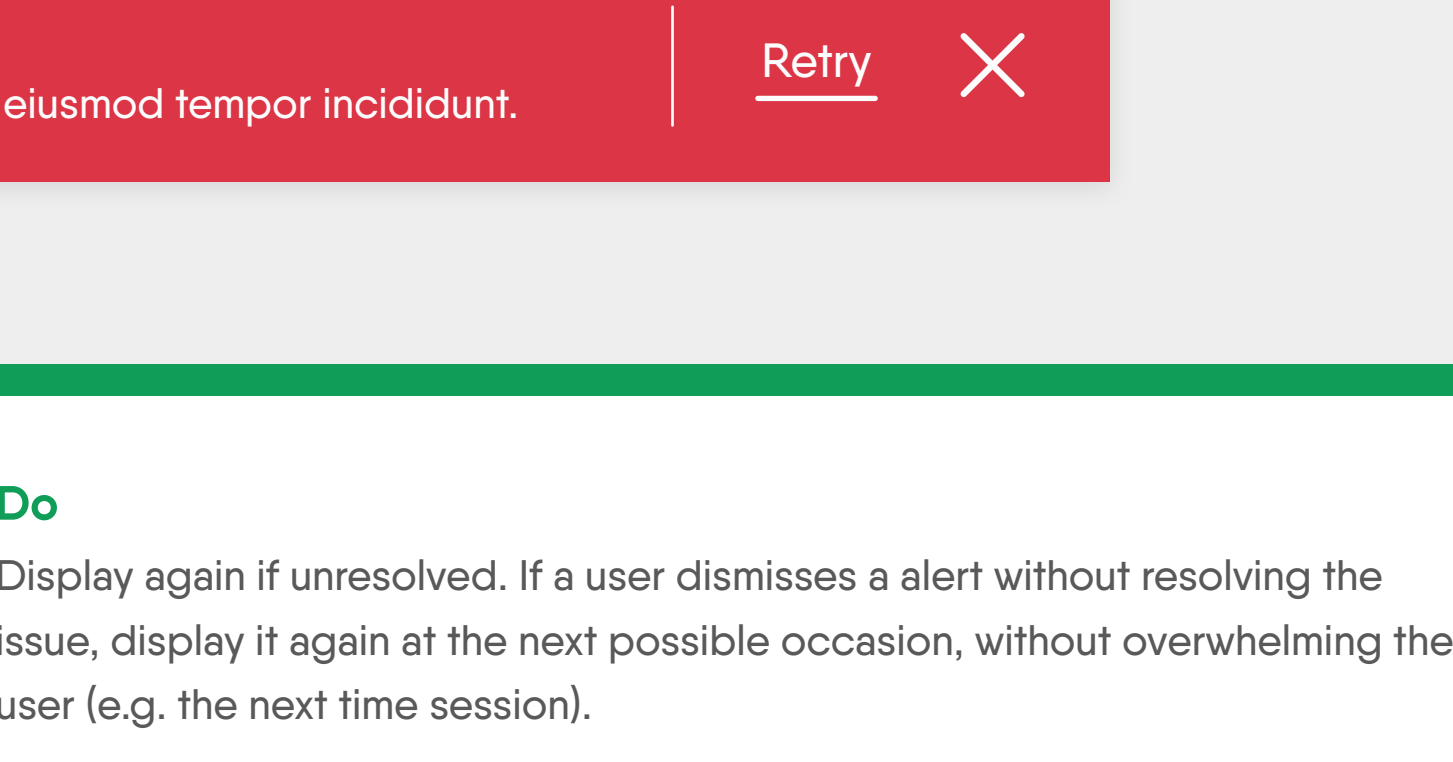 Retry
eiusmod tempor incididunt.
Do
Display again if unresolved. If a user dismisses a alert without resolving the
issue, display it again at the next possible occasion, without overwhelming the
user (e.g. the next time session).